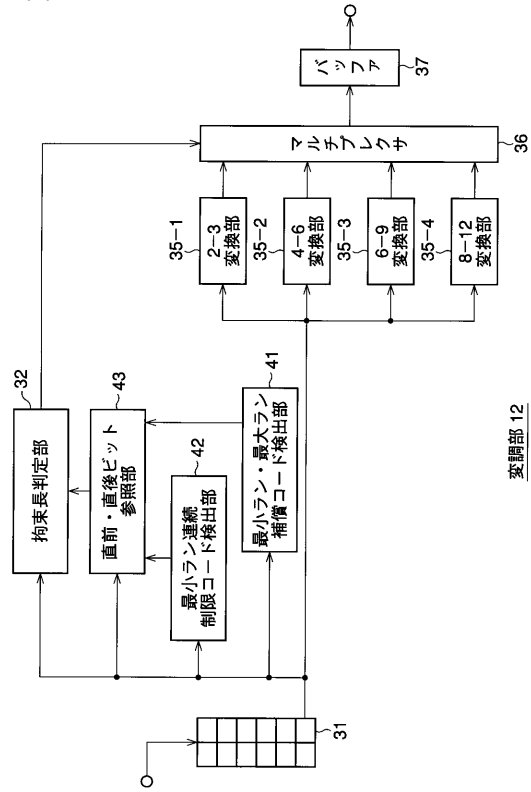 31
32
拘束長判定部
43
直前・直後ビット
参照部
42
最小ラン連続
制限コード検出部
41
最小ラン・最大ラン
補償コード検出部
35-1
2-3
変換部
35-2
4-6
変換部
35-3
6-9
変換部
35-4
8-12
変換部
マルチプレクサ
36
バッファ
37
変調部 12